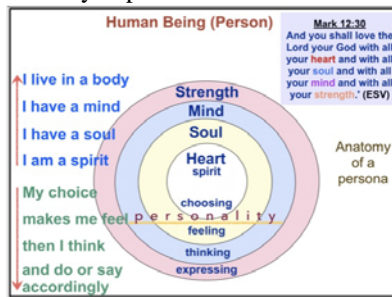 Human Being (Person)
Mark 12:30
And you shall love the
Lord your God with all
your heart and with all
your soul and with all
your mind and with all
your strength.' (ESV)
I live in a body
I have a mind
I have a soul
I am a spirit
My choice
makes me feel
then I think
and do or say
accordingly
Strength
Mind
Soul
Heart
spirit
choosing
personality
feeling
thinking
expressing
Anatomy
of a
persona